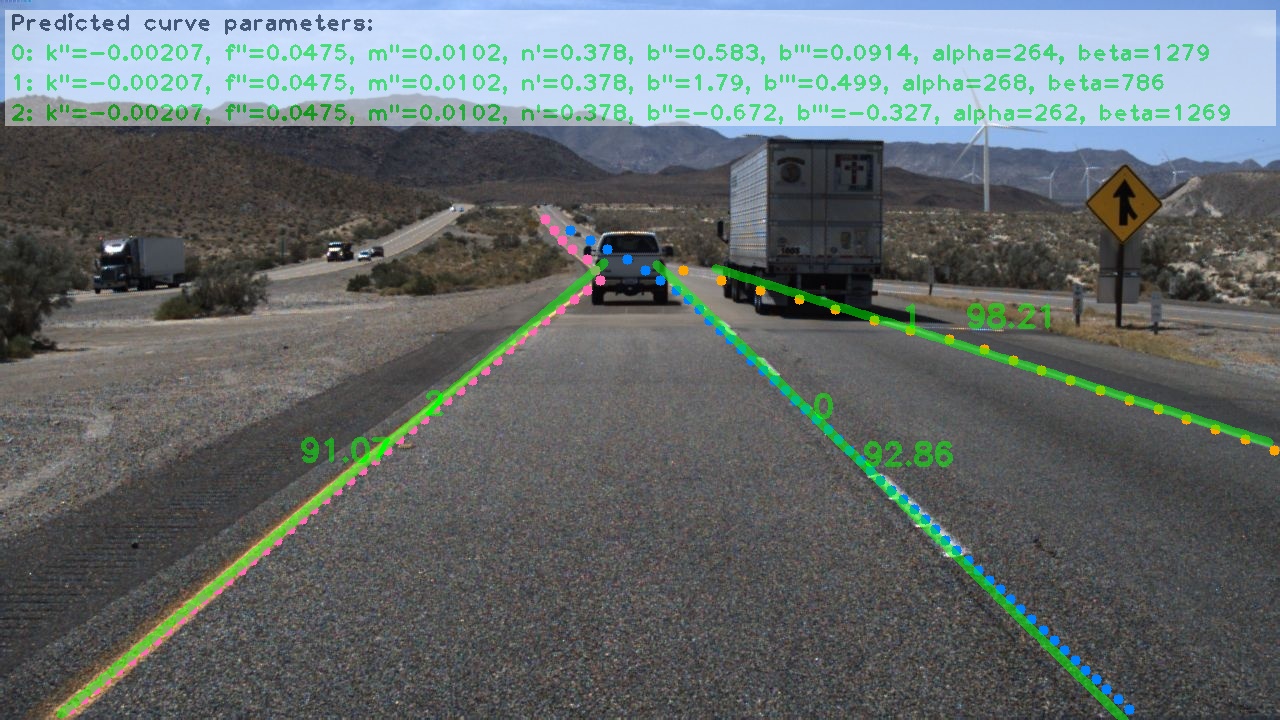 Predicted curve parameters:
0: k''=-0.00207, f''=0.0475, m''=0.0102, n'=0.378, b''=0.583, b'''=0.0914, alpha=264, beta=1279
1: k''=-0.00207, f''=0.0475, m''=0.0102, n'=0.378, b''=1.79, b'''=0.499, alpha=268, beta=786
2: k''=-0.00207, f''=0.0475, m''=0.0102, n'=0.378, b''=-0.672, b'''=-0.327, alpha=262, beta=1269
1 98.21
2 0
91.07 92.86